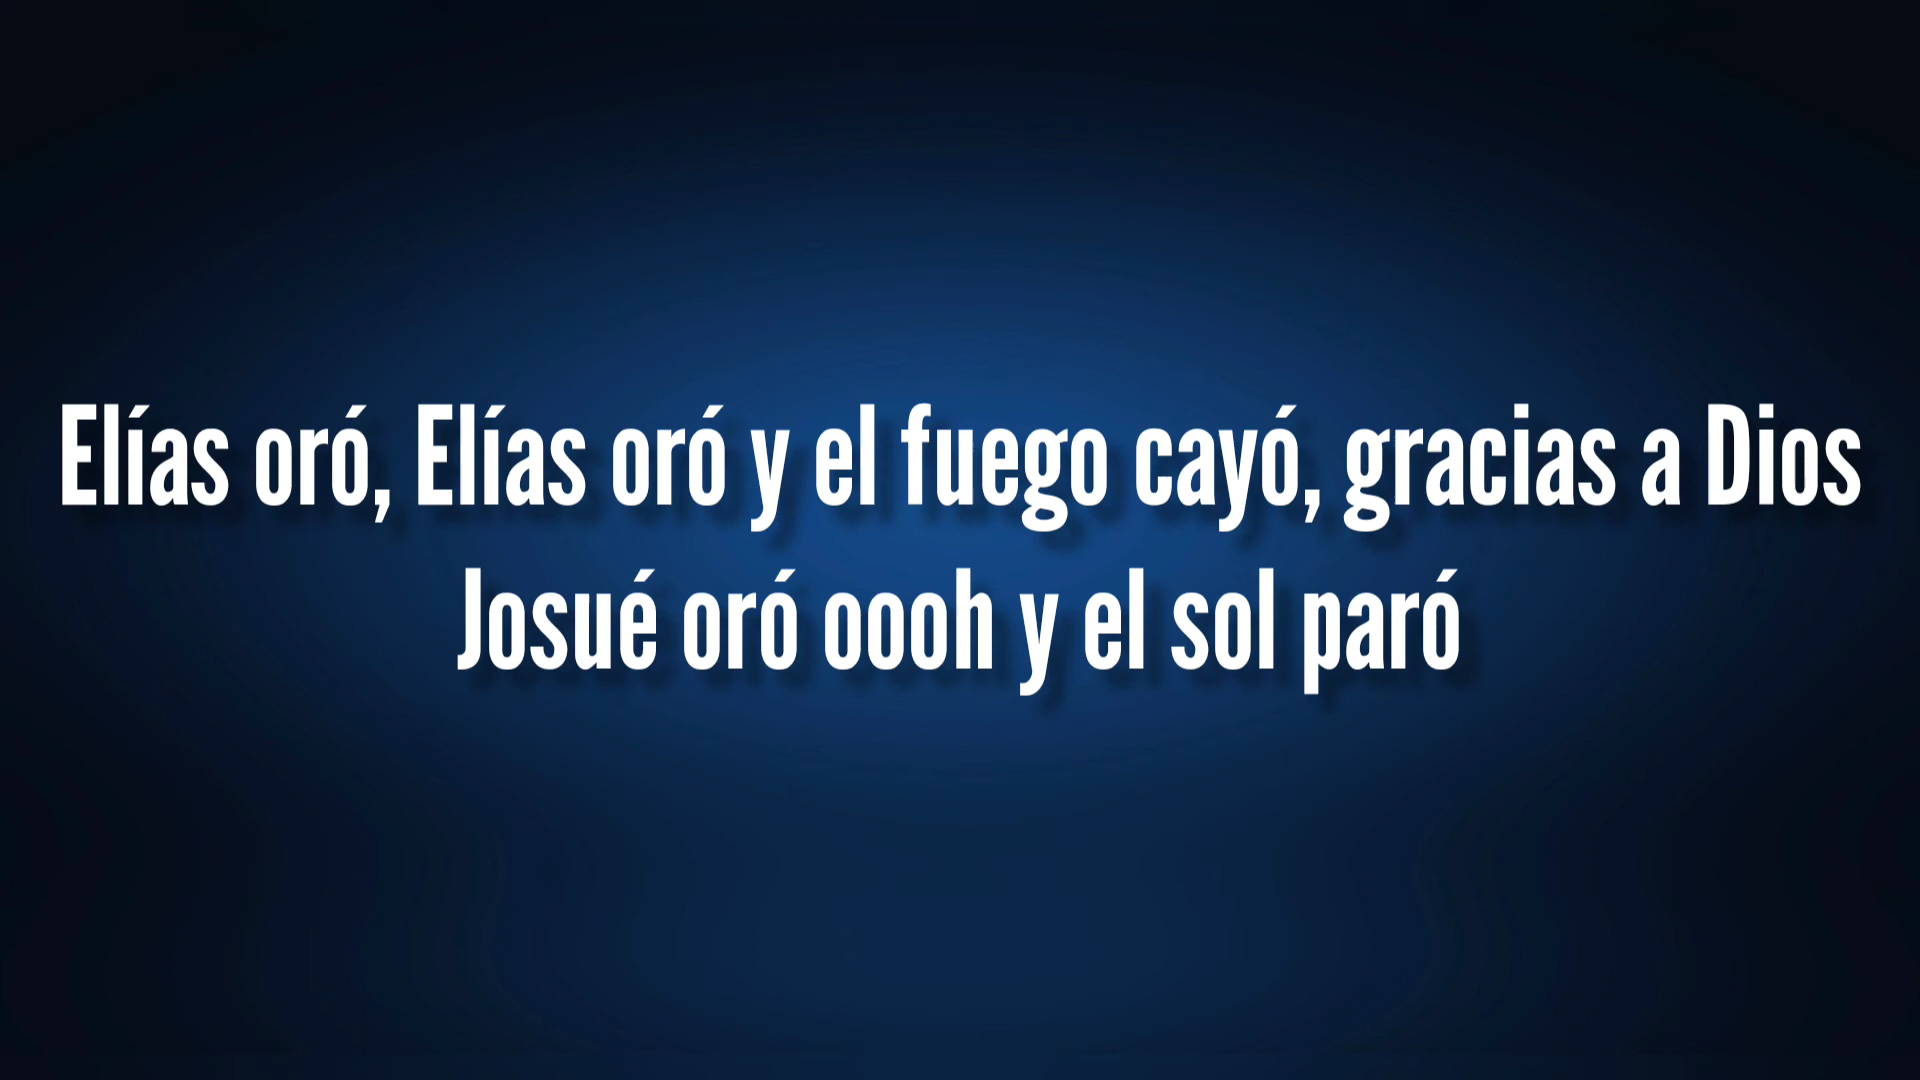 Elías oró, Elías oró y el fuego cayó, gracias a Dios
Josué oró oooh y el sol paró